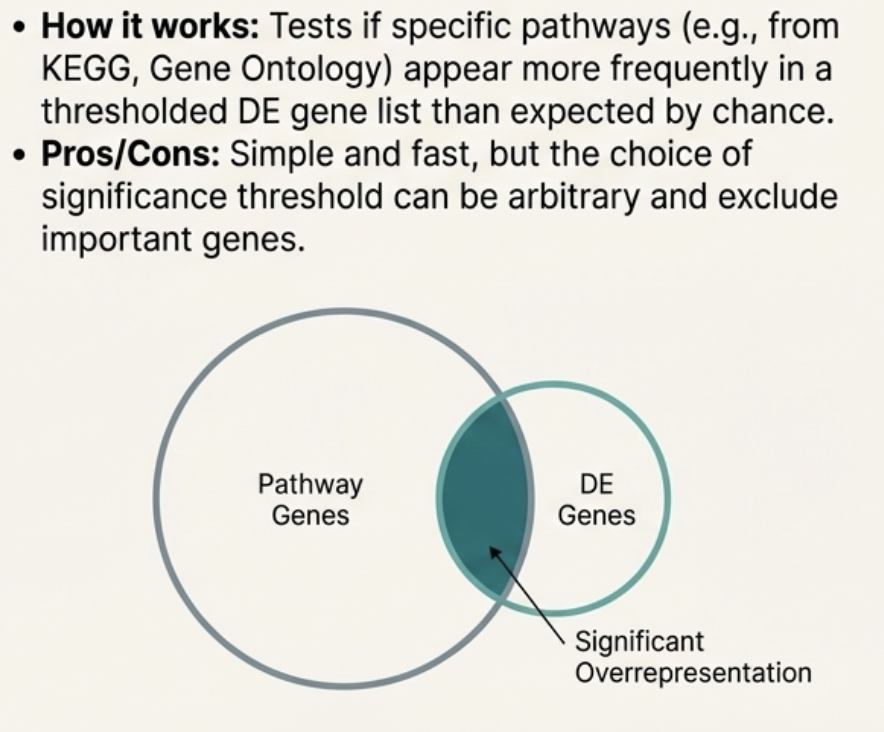 • How it works: Tests if specific pathways (e.g., from
KEGG, Gene Ontology) appear more frequently in a
thresholded DE gene list than expected by chance.
• Pros/Cons: Simple and fast, but the choice of
significance threshold can be arbitrary and exclude
important genes.
Pathway
Genes
DE
Genes
Significant
Overrepresentation